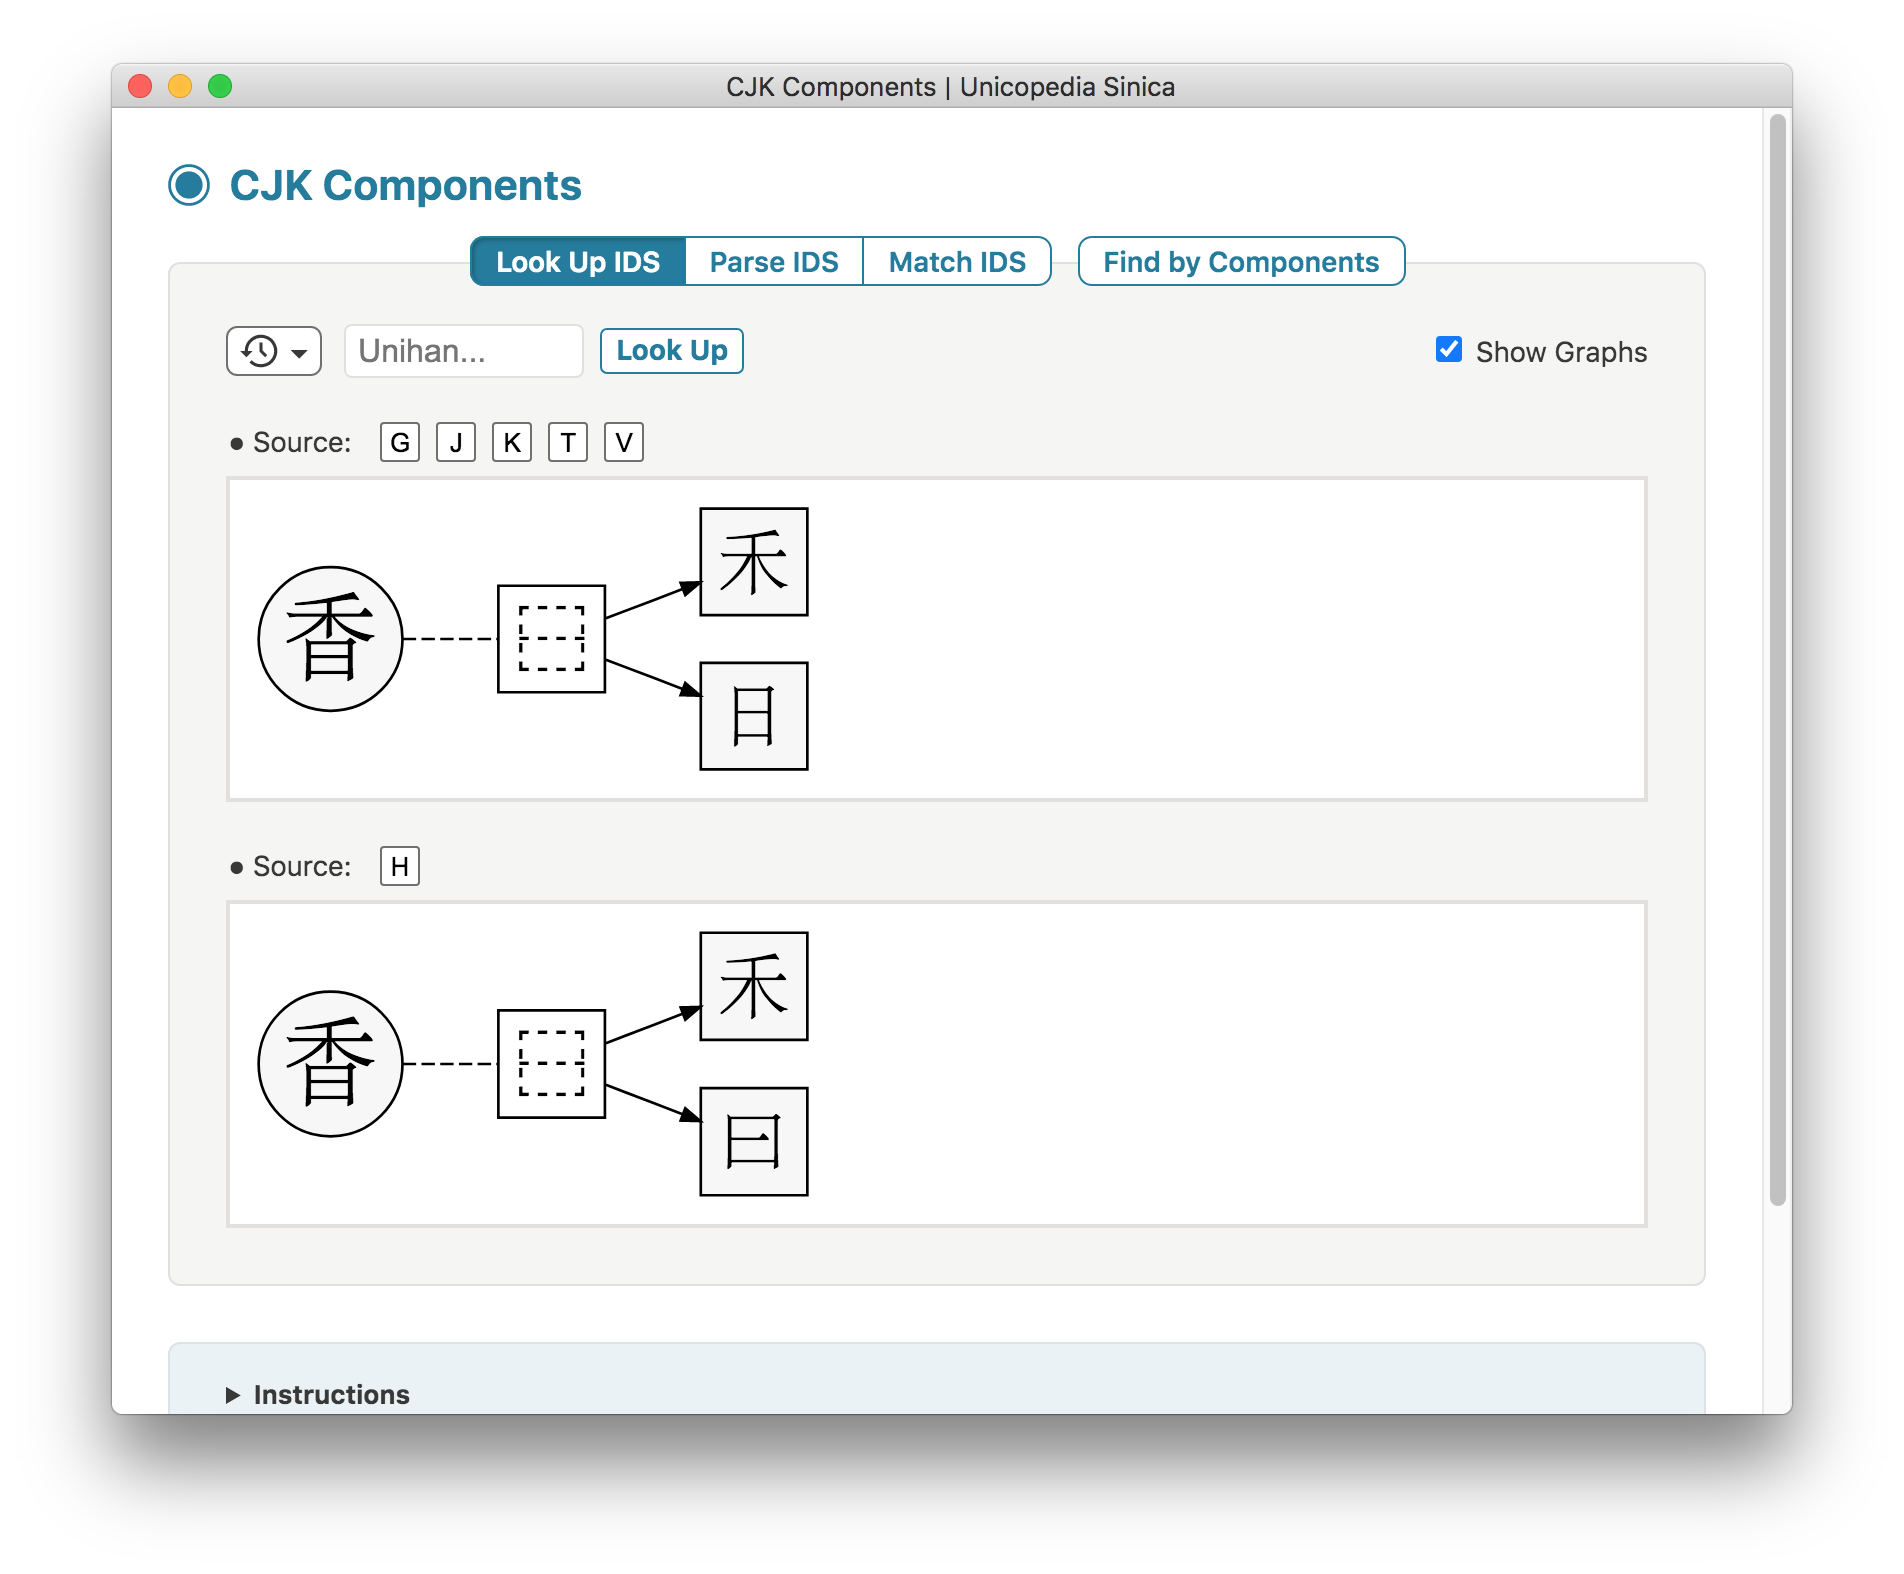 CJK Components | Unicopedia Sinica
CJK Components
Look Up IDS Parse IDS Match IDS Find by Components
Unihan... Look Up Show Graphs
• Source: G J K T V
香 ⿱ 禾 日
• Source: H
香 ⿱ 禾 曰
Instructions